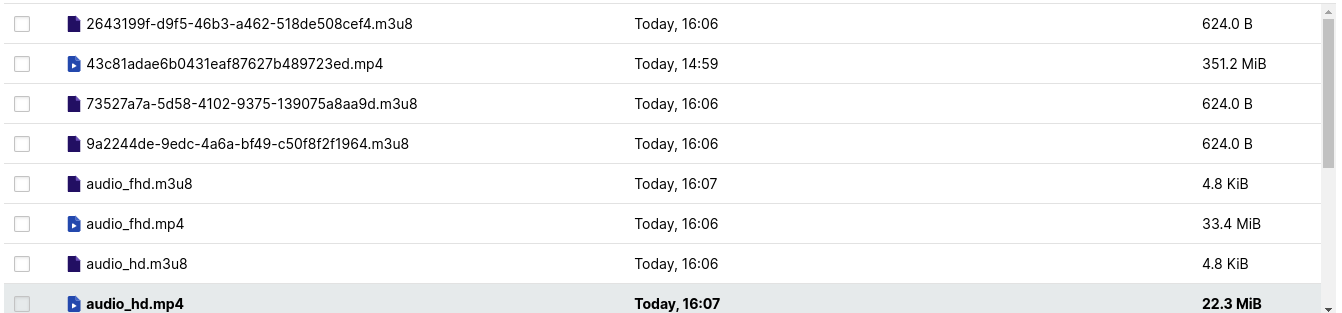 2643199f-d9f5-46b3-a462-518de508cef4.m3u8 Today, 16:06 624.0 B
43c81adae6b0431eaf87627b489723ed.mp4 Today, 14:59 351.2 MiB
73527a7a-5d58-4102-9375-139075a8aa9d.m3u8 Today, 16:06 624.0 B
9a2244de-9edc-4a6a-bf49-c50f8f2f1964.m3u8 Today, 16:06 624.0 B
audio_fhd.m3u8 Today, 16:07 4.8 KiB
audio_fhd.mp4 Today, 16:06 33.4 MiB
audio_hd.m3u8 Today, 16:06 4.8 KiB
audio_hd.mp4 Today, 16:07 22.3 MiB